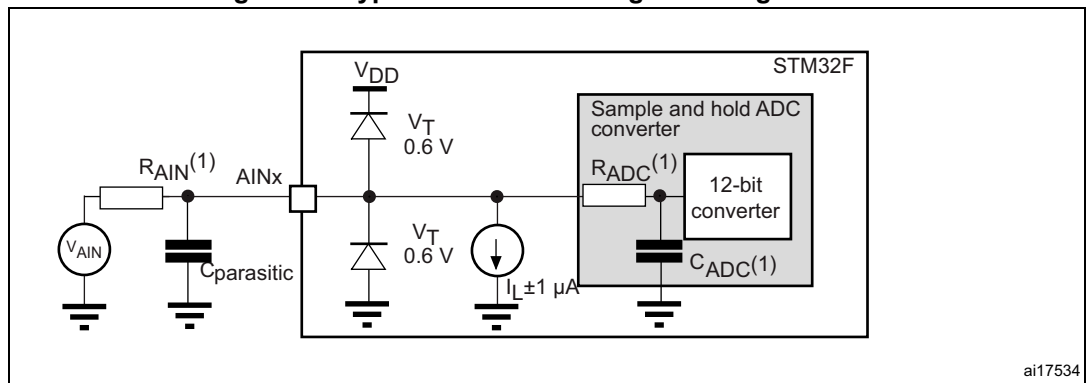 STM32F
VDD
VT
0.6 V
Sample and hold ADC
converter
RAIN(1)
AINx
RADC(1)
12-bit
converter
VAIN
Cparasitic
VT
0.6 V
IL±1 µA
CADC(1)
ai17534